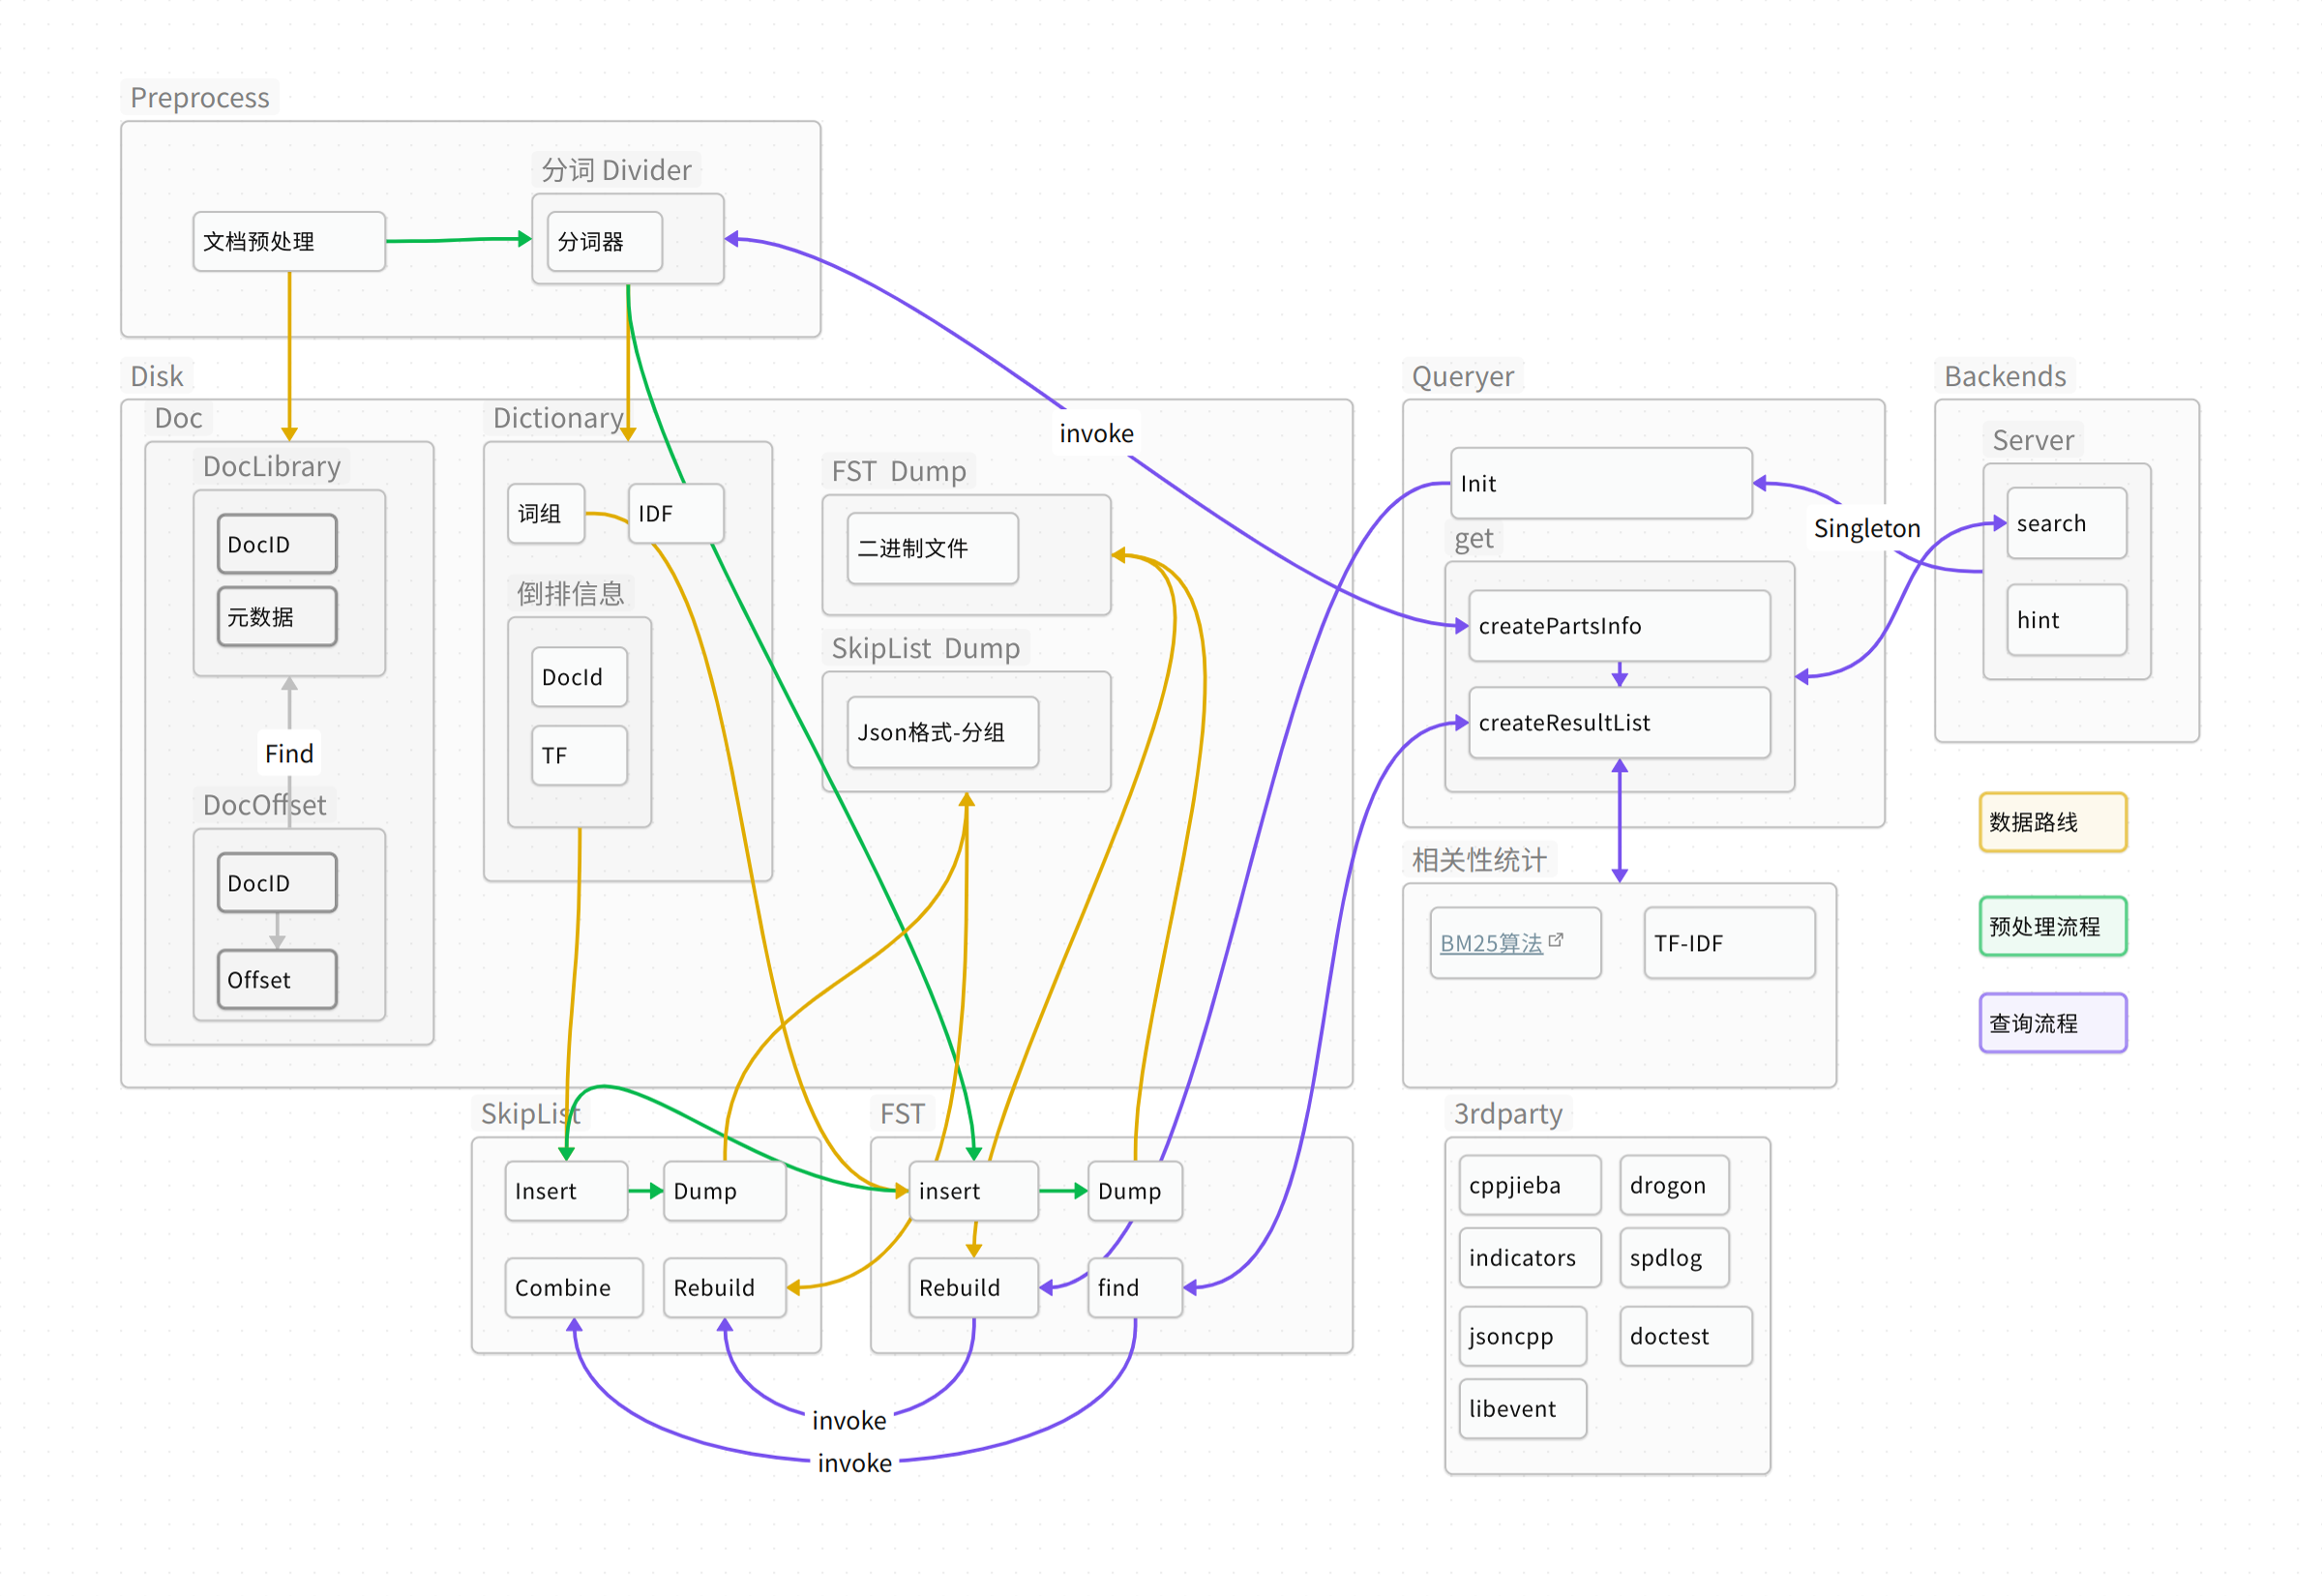 Preprocess
分词 Divider
文档预处理
分词器
Disk
Doc
DocLibrary
DocID
元数据
Find
DocOffset
DocID
Offset
Dictionary
词组
IDF
倒排信息
DocId
TF
FST Dump
二进制文件
SkipList Dump
Json格式-分组
invoke
Queryer
Init
get
createPartsInfo
createResultList
Singleton
Backends
Server
search
hint
相关性统计
BM25算法
TF-IDF
数据路线
预处理流程
查询流程
SkipList
Insert
Dump
Combine
Rebuild
FST
insert
Dump
Rebuild
find
invoke
invoke
3rdparty
cppjieba
drogon
indicators
spdlog
jsoncpp
doctest
libevent